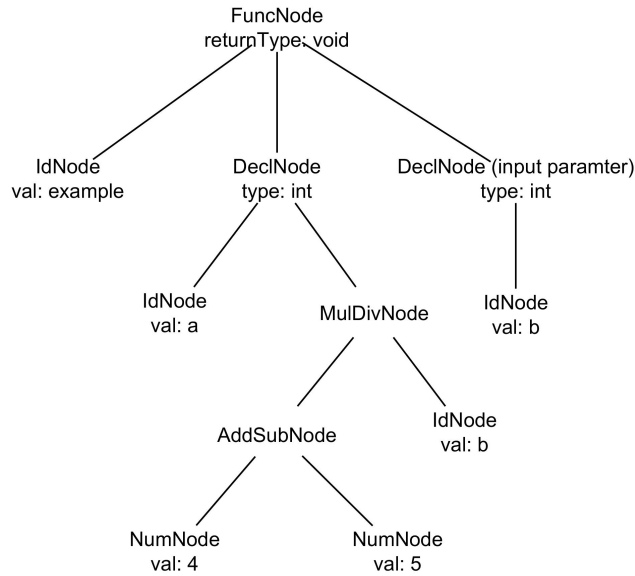 FuncNode
returnType: void
IdNode
val: example
DeclNode
type: int
DeclNode (input paramter)
type: int
IdNode
val: a
MulDivNode
IdNode
val: b
AddSubNode
IdNode
val: b
NumNode
val: 4
NumNode
val: 5